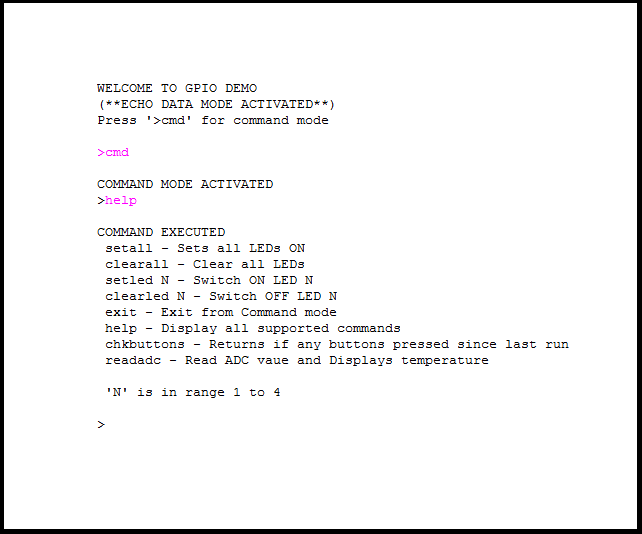 WELCOME TO GPIO DEMO
(**ECHO DATA MODE ACTIVATED**)
Press '>cmd' for command mode
>cmd
COMMAND MODE ACTIVATED
>help
COMMAND EXECUTED
setall - Sets all LEDs ON
clearall - Clear all LEDs
setled N - Switch ON LED N
clearled N - Switch OFF LED N
exit - Exit from Command mode
help - Display all supported commands
chkbuttons - Returns if any buttons pressed since last run
readadc - Read ADC vaue and Displays temperature
'N' is in range 1 to 4
>